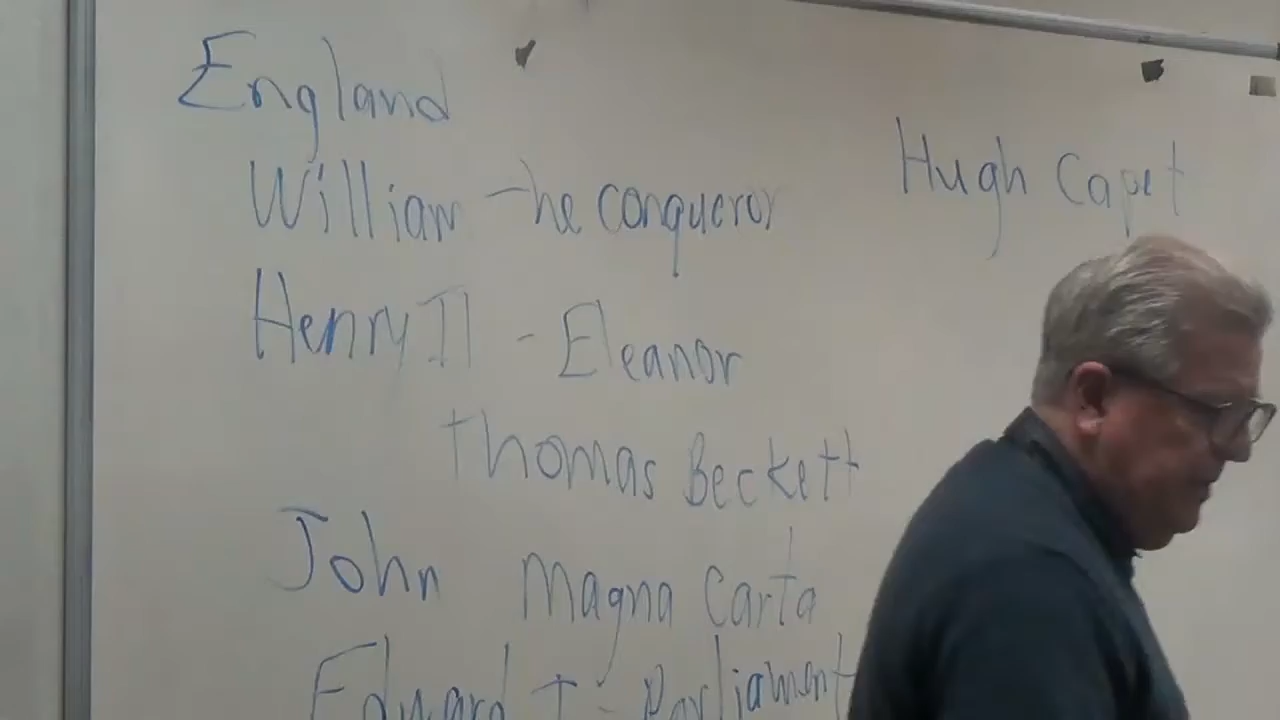 England
William the conqueror
Henry II - Eleanor
Thomas Beckett
John Magna Carta
Edward I - Parliament
Hugh Capet